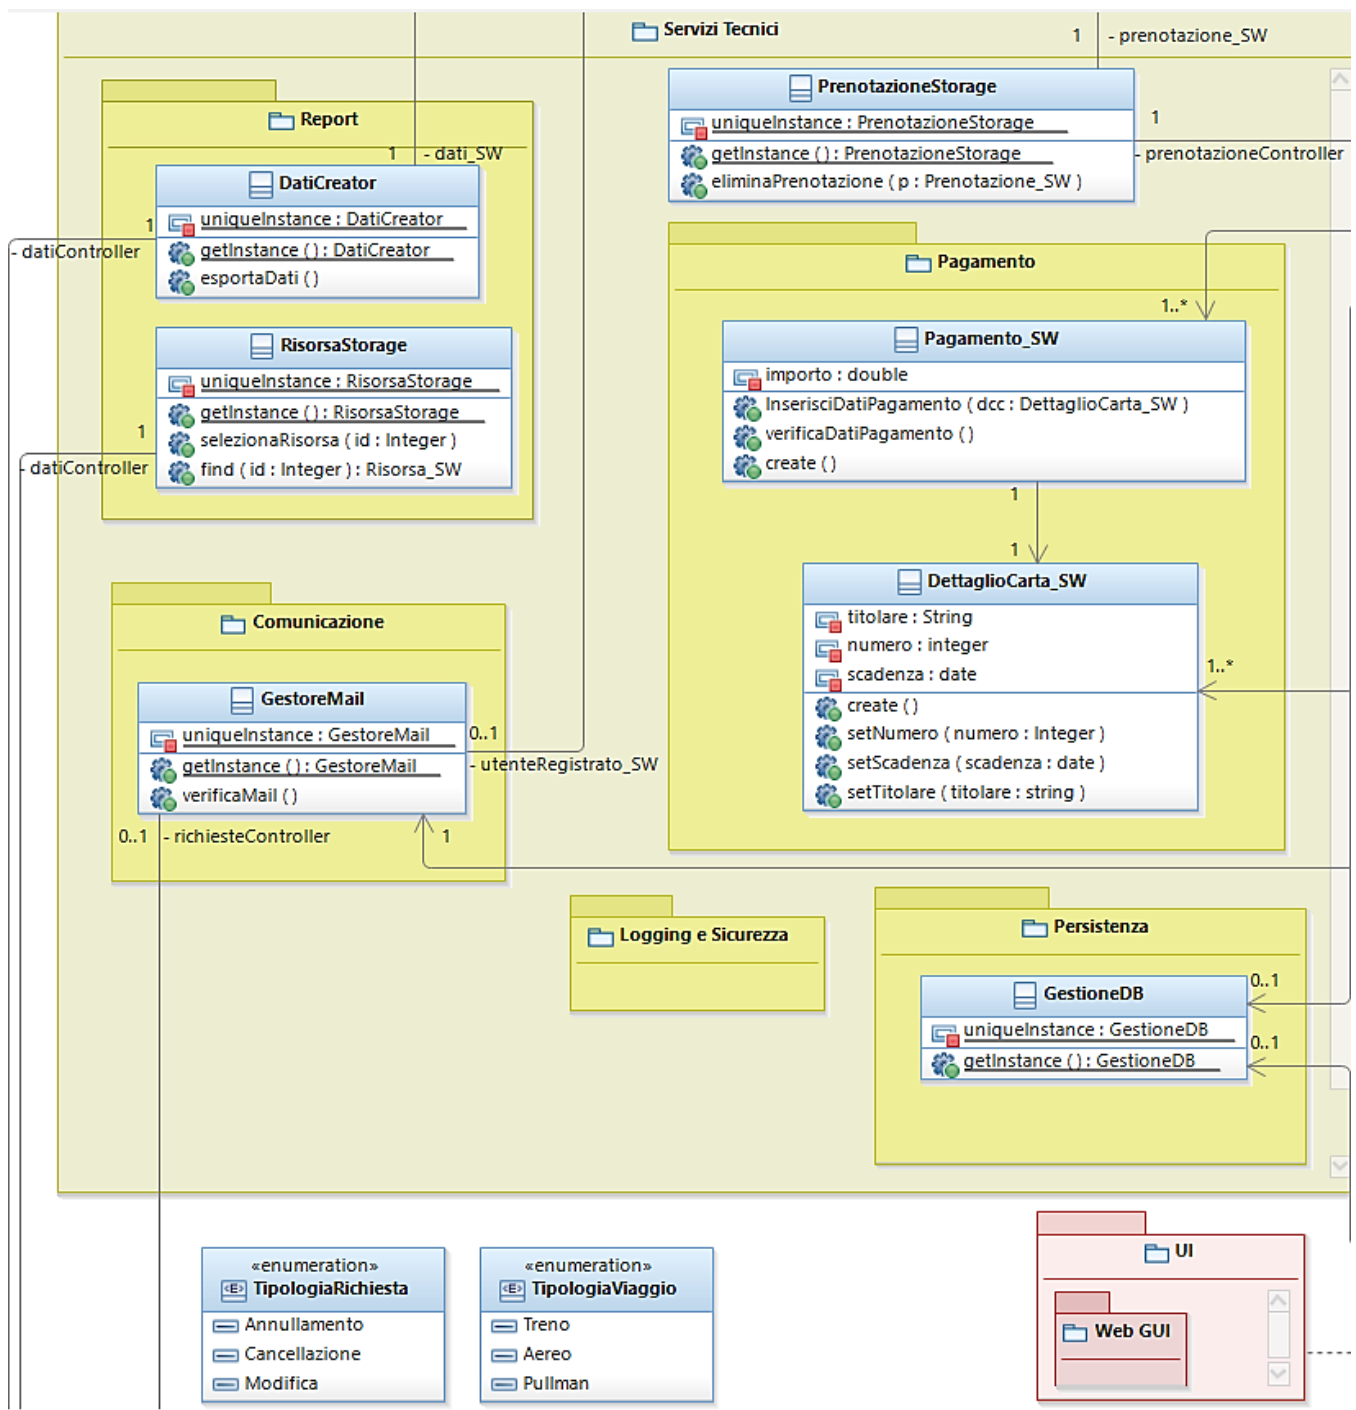 Servizi Tecnici
1
- prenotazione_SW
PrenotazioneStorage
uniqueInstance : PrenotazioneStorage
getInstance ( ) : PrenotazioneStorage
eliminaPrenotazione ( p : Prenotazione_SW )
1
- prenotazioneController
Report
1
- dati_SW
DatiCreator
uniqueInstance : DatiCreator
getInstance ( ) : DatiCreator
esportaDati ( )
1
- datiController
RisorsaStorage
uniqueInstance : RisorsaStorage
getInstance ( ) : RisorsaStorage
selezionaRisorsa ( id : Integer )
find ( id : Integer ) : Risorsa_SW
1
- datiController
Pagamento
1..*
Pagamento_SW
importo : double
InserisciDatiPagamento ( dcc : DettaglioCarta_SW )
verificaDatiPagamento ( )
create ( )
1
1
DettaglioCarta_SW
titolare : String
numero : integer
scadenza : date
create ( )
setNumero ( numero : Integer )
setScadenza ( scadenza : date )
setTitolare ( titolare : string )
1..*
Comunicazione
GestoreMail
uniqueInstance : GestoreMail
getInstance ( ) : GestoreMail
verificaMail ( )
0..1
- utenteRegistrato_SW
0..1
- richiesteController
1
Logging e Sicurezza
Persistenza
GestioneDB
uniqueInstance : GestioneDB
getInstance ( ) : GestioneDB
0..1
0..1
«enumeration»
TipologiaRichiesta
Annullamento
Cancellazione
Modifica
«enumeration»
TipologiaViaggio
Treno
Aereo
Pullman
UI
Web GUI